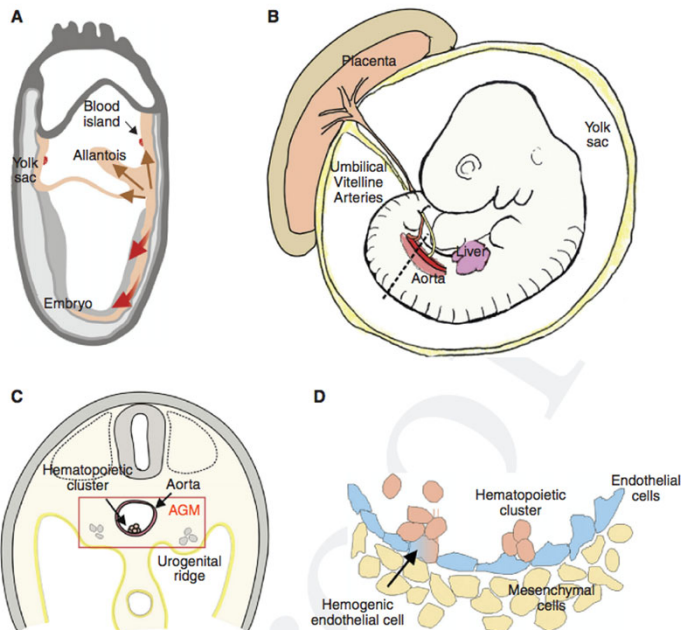 A
Blood
island
Allantois
Yolk
sac
Embryo
B
Placenta
Yolk
sac
Umbilical
Vitelline
Arteries
Liver
Aorta
C
Hematopoietic
cluster
Aorta
AGM
Urogenital
ridge
D
Endothelial
cells
Hematopoietic
cluster
Mesenchymal
cells
Hemogenic
endothelial cell